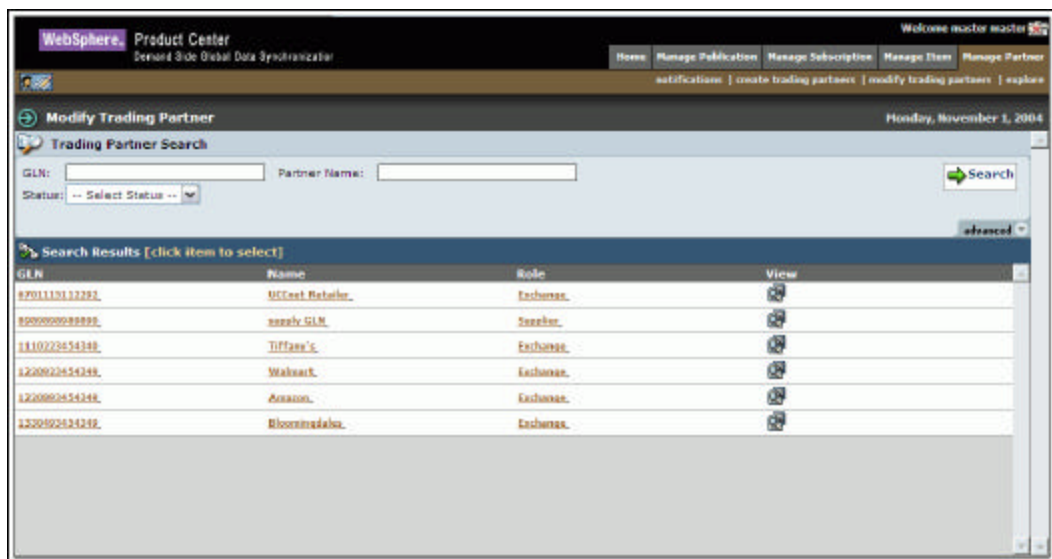 Welcome master master
WebSphere. Product Center
Demand Side Global Data Synchronization
Home Manage Publication Manage Subscription Manage Item Manage Partner
notifications | create trading partners | modify trading partners | explore
Modify Trading Partner Monday, November 1, 2004
Trading Partner Search
GLN: Partner Name:
Search
Status: -- Select Status --
advanced
Search Results [click item to select]
GLN Name Role View
UCCnet Retailer Exchange
supply GLN Supplier
1110223454348 Tiffany's Exchange
Walmart Exchange
Amazon Exchange
Bloomingdales Exchange